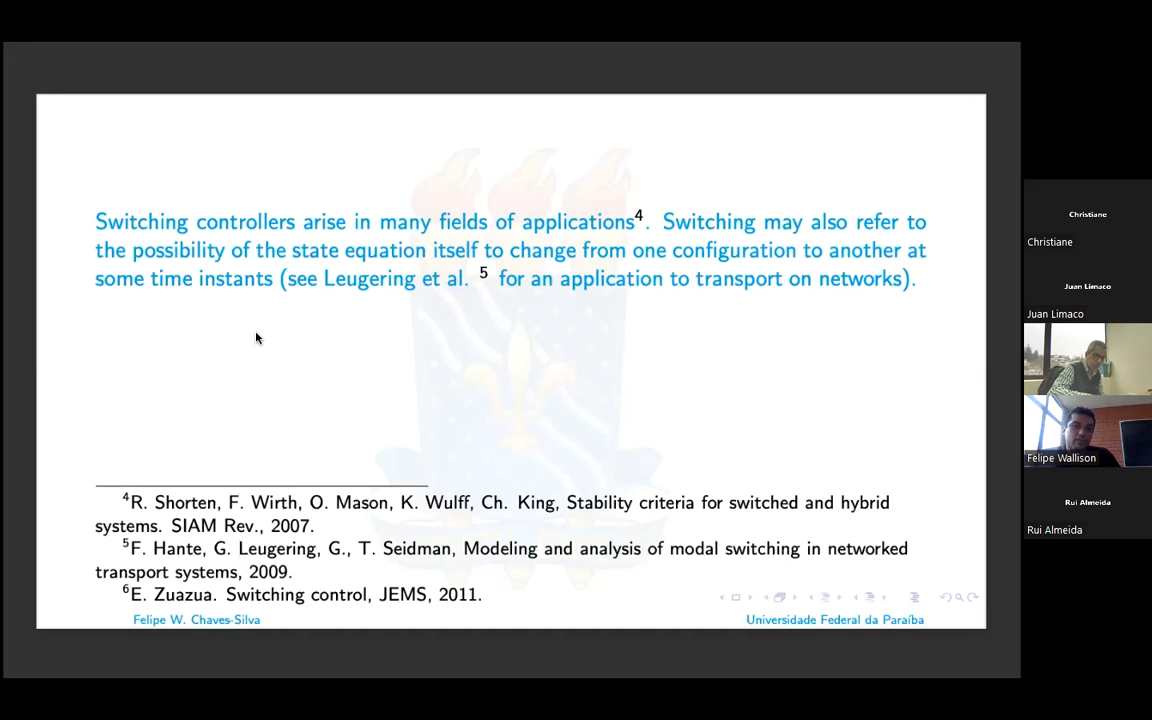 Switching controllers arise in many fields of applications⁴. Switching may also refer to
the possibility of the state equation itself to change from one configuration to another at
some time instants (see Leugering et al. ⁵ for an application to transport on networks).
⁴R. Shorten, F. Wirth, O. Mason, K. Wulff, Ch. King, Stability criteria for switched and hybrid
systems. SIAM Rev., 2007.
⁵F. Hante, G. Leugering, G., T. Seidman, Modeling and analysis of modal switching in networked
transport systems, 2009.
⁶E. Zuazua. Switching control, JEMS, 2011.
Felipe W. Chaves-Silva
Universidade Federal da Paraíba
Christiane
Christiane
Juan Limaco
Juan Limaco
Felipe Wallison
Rui Almeida
Rui Almeida